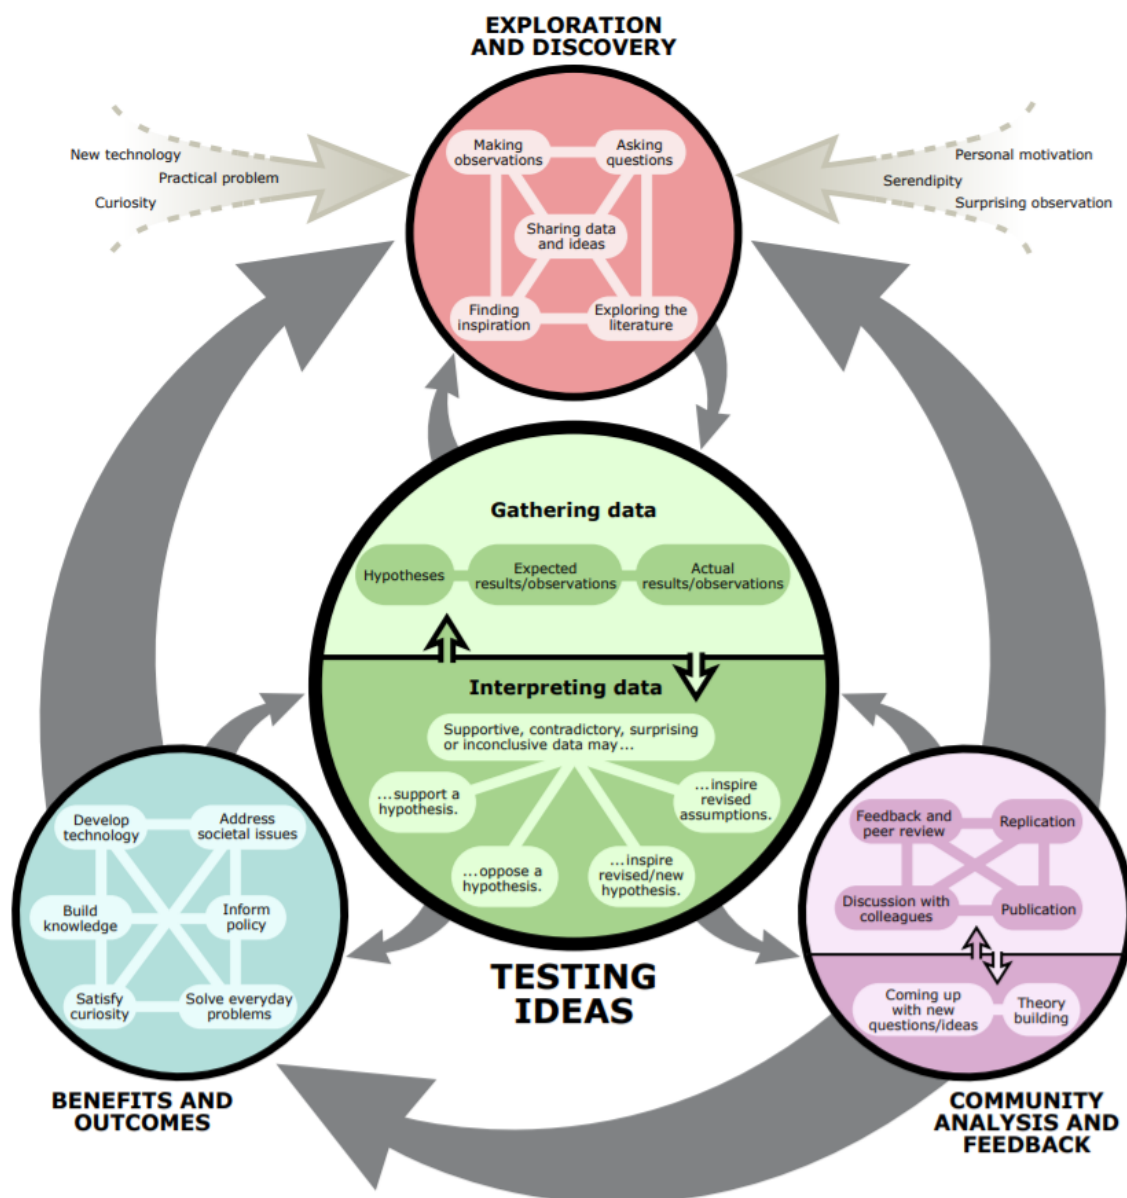 EXPLORATION
AND DISCOVERY
New technology
Practical problem
Curiosity
Personal motivation
Serendipity
Surprising observation
Making
observations
Asking
questions
Sharing data
and ideas
Finding
inspiration
Exploring the
literature
Gathering data
Hypotheses
Expected
results/observations
Actual
results/observations
Interpreting data
Supportive, contradictory, surprising
or inconclusive data may...
...support a
hypothesis.
...oppose a
hypothesis.
...inspire
revised/new
hypothesis.
...inspire
revised
assumptions.
TESTING
IDEAS
Develop
technology
Address
societal issues
Build
knowledge
Inform
policy
Satisfy
curiosity
Solve everyday
problems
BENEFITS AND
OUTCOMES
Feedback and
peer review
Replication
Discussion with
colleagues
Publication
Coming up
with new
questions/ideas
Theory
building
COMMUNITY
ANALYSIS AND
FEEDBACK